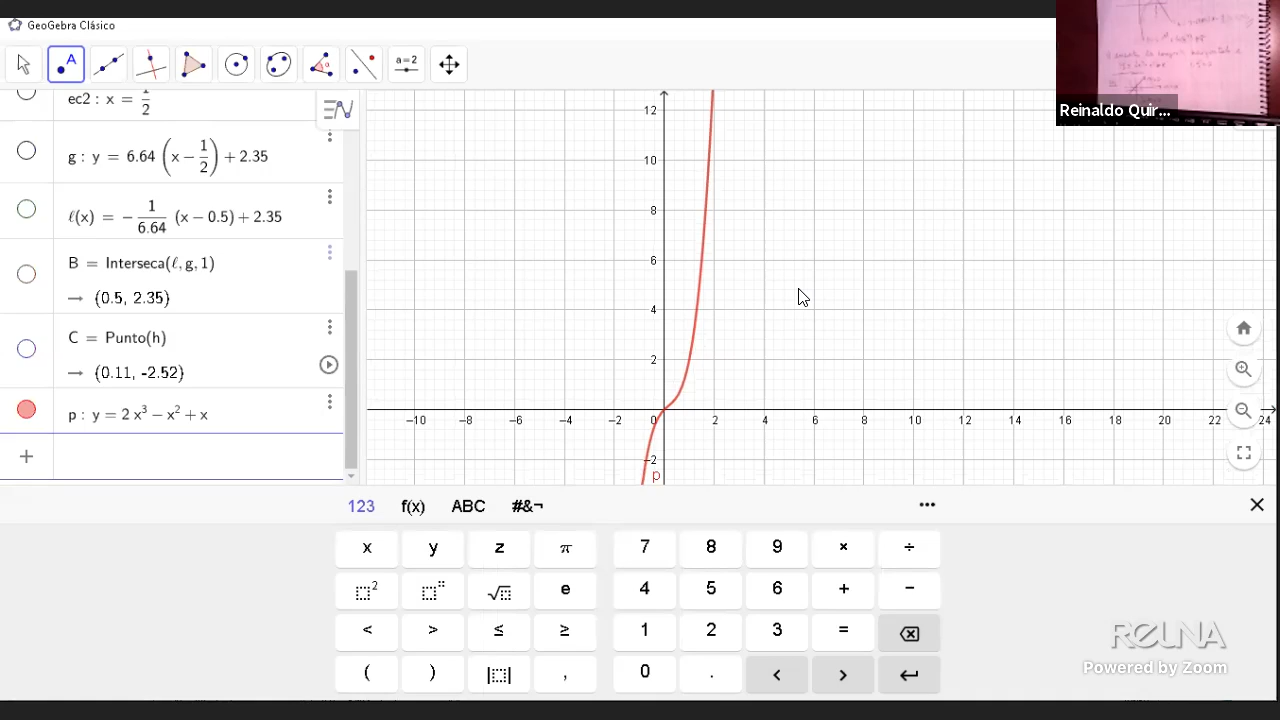 GeoGebra Clásico
A
a=2
ec2 : x = 1/2
g : y = 6.64 (x − 1/2) + 2.35
ℓ(x) = − 1/6.64 (x − 0.5) + 2.35
B = Interseca(ℓ, g, 1)
→ (0.5, 2.35)
C = Punto(h)
→ (0.11, -2.52)
p : y = 2 x³ − x² + x
+
12
10
8
6
4
2
−10 −8 −6 −4 −2 0 2 4 6 8 10 12 14 16 18 20 22 24
−2
p
Reinaldo Quir...
123 f(x) ABC #&¬ ...
x y z π 7 8 9 × ÷
² √ e 4 5 6 + −
< > ≤ ≥ 1 2 3 =
( ) | | , 0 . < >
REUNA
Powered by Zoom